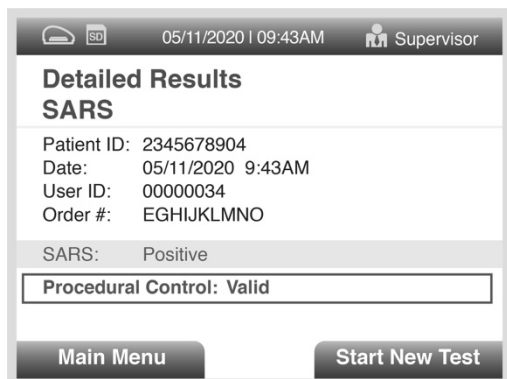 SD 05/11/2020 | 09:43AM Supervisor
Detailed Results
SARS
Patient ID: 2345678904
Date: 05/11/2020 9:43AM
User ID: 00000034
Order #: EGHIJKLMNO
SARS: Positive
Procedural Control: Valid
Main Menu Start New Test